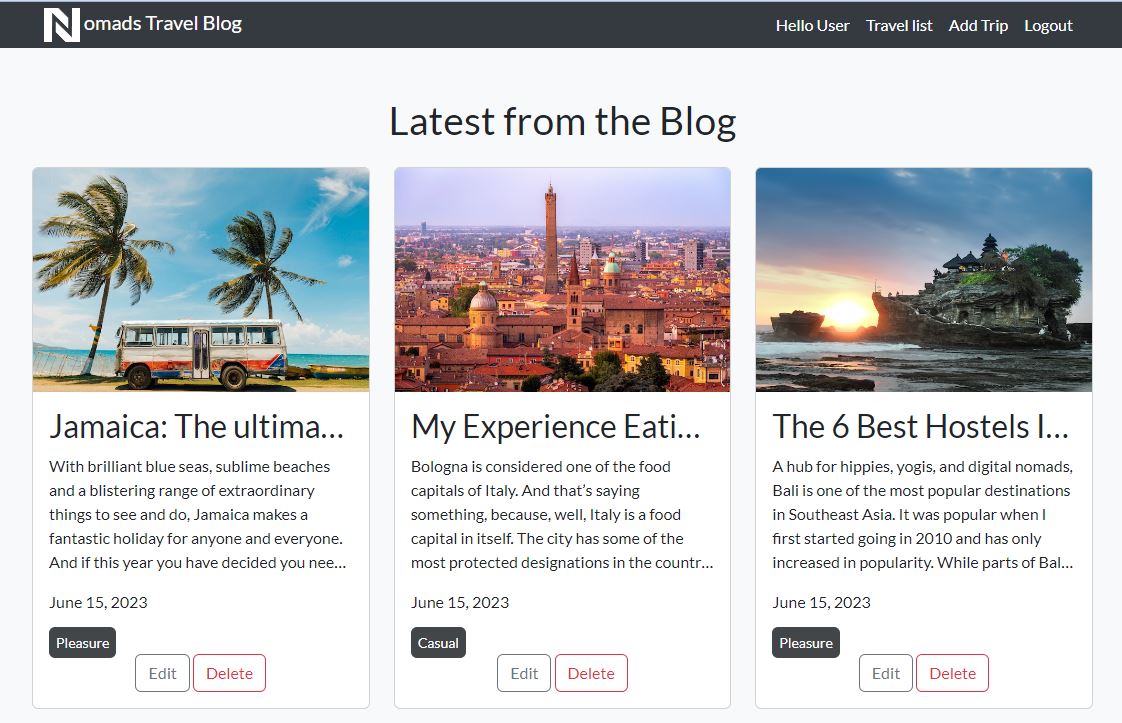 Nomads Travel Blog
Hello User Travel list Add Trip Logout
Latest from the Blog
Jamaica: The ultima...
With brilliant blue seas, sublime beaches
and a blistering range of extraordinary
things to see and do, Jamaica makes a
fantastic holiday for anyone and everyone.
And if this year you have decided you nee...
June 15, 2023
Pleasure
Edit Delete
My Experience Eati...
Bologna is considered one of the food
capitals of Italy. And that’s saying
something, because, well, Italy is a food
capital in itself. The city has some of the
most protected designations in the countr...
June 15, 2023
Casual
Edit Delete
The 6 Best Hostels I...
A hub for hippies, yogis, and digital nomads,
Bali is one of the most popular destinations
in Southeast Asia. It was popular when I
first started going in 2010 and has only
increased in popularity. While parts of Bal...
June 15, 2023
Pleasure
Edit Delete